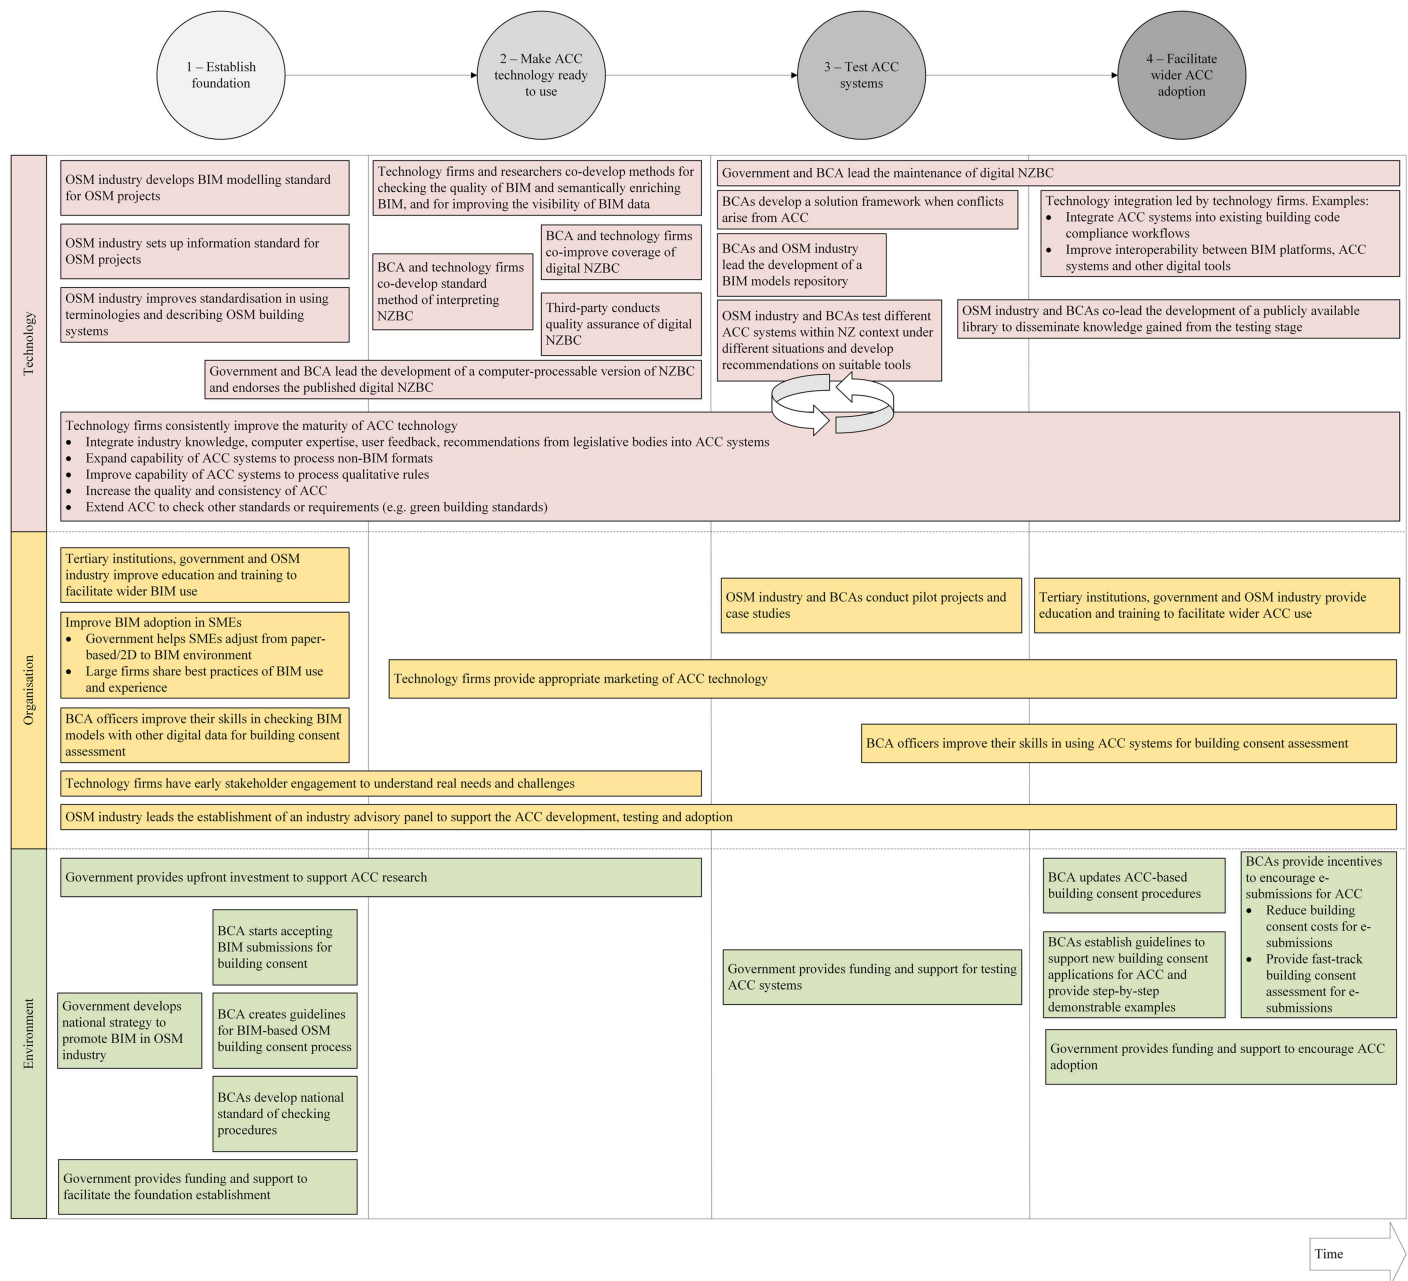 1 – Establish
foundation
2 – Make ACC
technology ready
to use
3 – Test ACC
systems
4 – Facilitate
wider ACC
adoption
Technology
OSM industry develops BIM modelling standard
for OSM projects
OSM industry sets up information standard for
OSM projects
OSM industry improves standardisation in using
terminologies and describing OSM building
systems
Technology firms and researchers co-develop methods for
checking the quality of BIM and semantically enriching
BIM, and for improving the visibility of BIM data
BCA and technology firms
co-develop standard
method of interpreting
NZBC
BCA and technology firms
co-improve coverage of
digital NZBC
Third-party conducts
quality assurance of digital
NZBC
Government and BCA lead the development of a computer-processable version of NZBC
and endorses the published digital NZBC
Government and BCA lead the maintenance of digital NZBC
BCAs develop a solution framework when conflicts
arise from ACC
BCAs and OSM industry
lead the development of a
BIM models repository
OSM industry and BCAs test different
ACC systems within NZ context under
different situations and develop
recommendations on suitable tools
Technology integration led by technology firms. Examples:
• Integrate ACC systems into existing building code
compliance workflows
• Improve interoperability between BIM platforms, ACC
systems and other digital tools
OSM industry and BCAs co-lead the development of a publicly available
library to disseminate knowledge gained from the testing stage
Technology firms consistently improve the maturity of ACC technology
• Integrate industry knowledge, computer expertise, user feedback, recommendations from legislative bodies into ACC systems
• Expand capability of ACC systems to process non-BIM formats
• Improve capability of ACC systems to process qualitative rules
• Increase the quality and consistency of ACC
• Extend ACC to check other standards or requirements (e.g. green building standards)
Organisation
Tertiary institutions, government and OSM
industry improve education and training to
facilitate wider BIM use
Improve BIM adoption in SMEs
• Government helps SMEs adjust from paper-
based/2D to BIM environment
• Large firms share best practices of BIM use
and experience
BCA officers improve their skills in checking BIM
models with other digital data for building consent
assessment
OSM industry and BCAs conduct pilot projects and
case studies
Tertiary institutions, government and OSM industry provide
education and training to facilitate wider ACC use
Technology firms provide appropriate marketing of ACC technology
BCA officers improve their skills in using ACC systems for building consent assessment
Technology firms have early stakeholder engagement to understand real needs and challenges
OSM industry leads the establishment of an industry advisory panel to support the ACC development, testing and adoption
Environment
Government provides upfront investment to support ACC research
BCA starts accepting
BIM submissions for
building consent
Government develops
national strategy to
promote BIM in OSM
industry
BCA creates guidelines
for BIM-based OSM
building consent process
BCAs develop national
standard of checking
procedures
Government provides funding and support to
facilitate the foundation establishment
Government provides funding and support for testing
ACC systems
BCA updates ACC-based
building consent procedures
BCAs establish guidelines to
support new building consent
applications for ACC and
provide step-by-step
demonstrable examples
BCAs provide incentives
to encourage e-
submissions for ACC
• Reduce building
consent costs for e-
submissions
• Provide fast-track
building consent
assessment for e-
submissions
Government provides funding and support to encourage ACC
adoption
Time